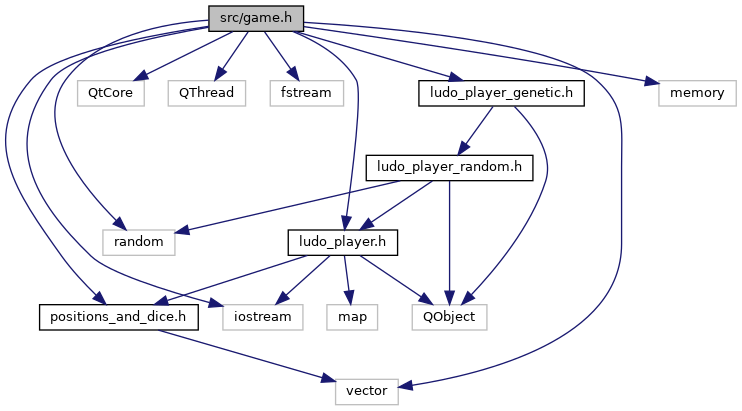 src/game.h
QtCore
QThread
fstream
ludo_player_genetic.h
memory
ludo_player_random.h
random
ludo_player.h
positions_and_dice.h
iostream
map
QObject
vector